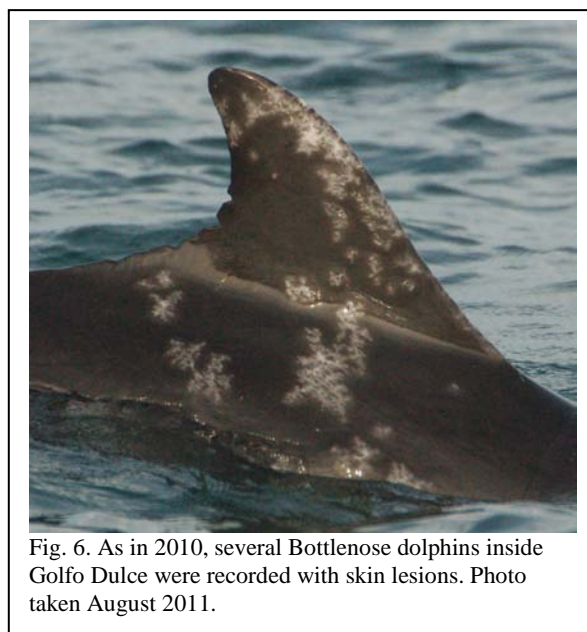 Fig. 6. As in 2010, several Bottlenose dolphins inside
Golfo Dulce were recorded with skin lesions. Photo
taken August 2011.